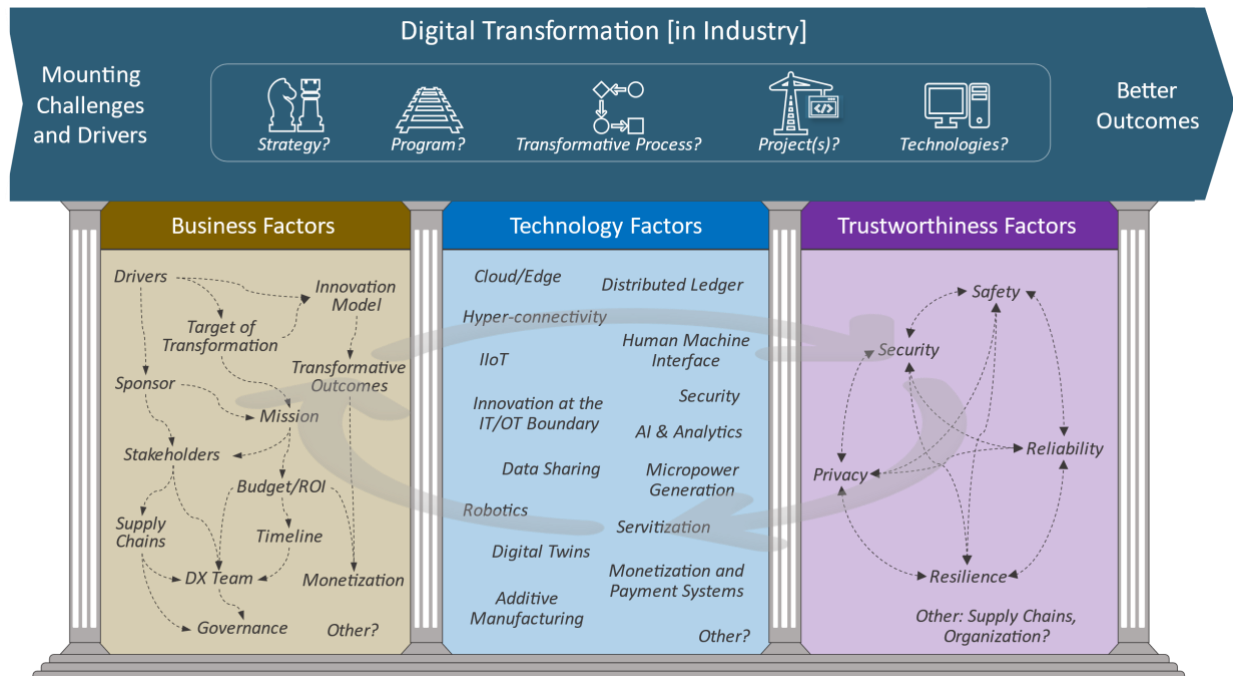 Digital Transformation [in Industry]
Mounting
Challenges
and Drivers
Strategy?
Program?
Transformative Process?
Project(s)?
Technologies?
Better
Outcomes
Business Factors
Drivers
Innovation
Model
Target of
Transformation
Transformative
Outcomes
Sponsor
Mission
Stakeholders
Budget/ROI
Supply
Chains
Timeline
DX Team
Monetization
Governance
Other?
Technology Factors
Cloud/Edge
Distributed Ledger
Hyper-connectivity
Human Machine
Interface
IIoT
Security
Innovation at the
IT/OT Boundary
AI & Analytics
Data Sharing
Micropower
Generation
Robotics
Servitization
Digital Twins
Monetization and
Payment Systems
Additive
Manufacturing
Other?
Trustworthiness Factors
Safety
Security
Reliability
Privacy
Resilience
Other: Supply Chains,
Organization?